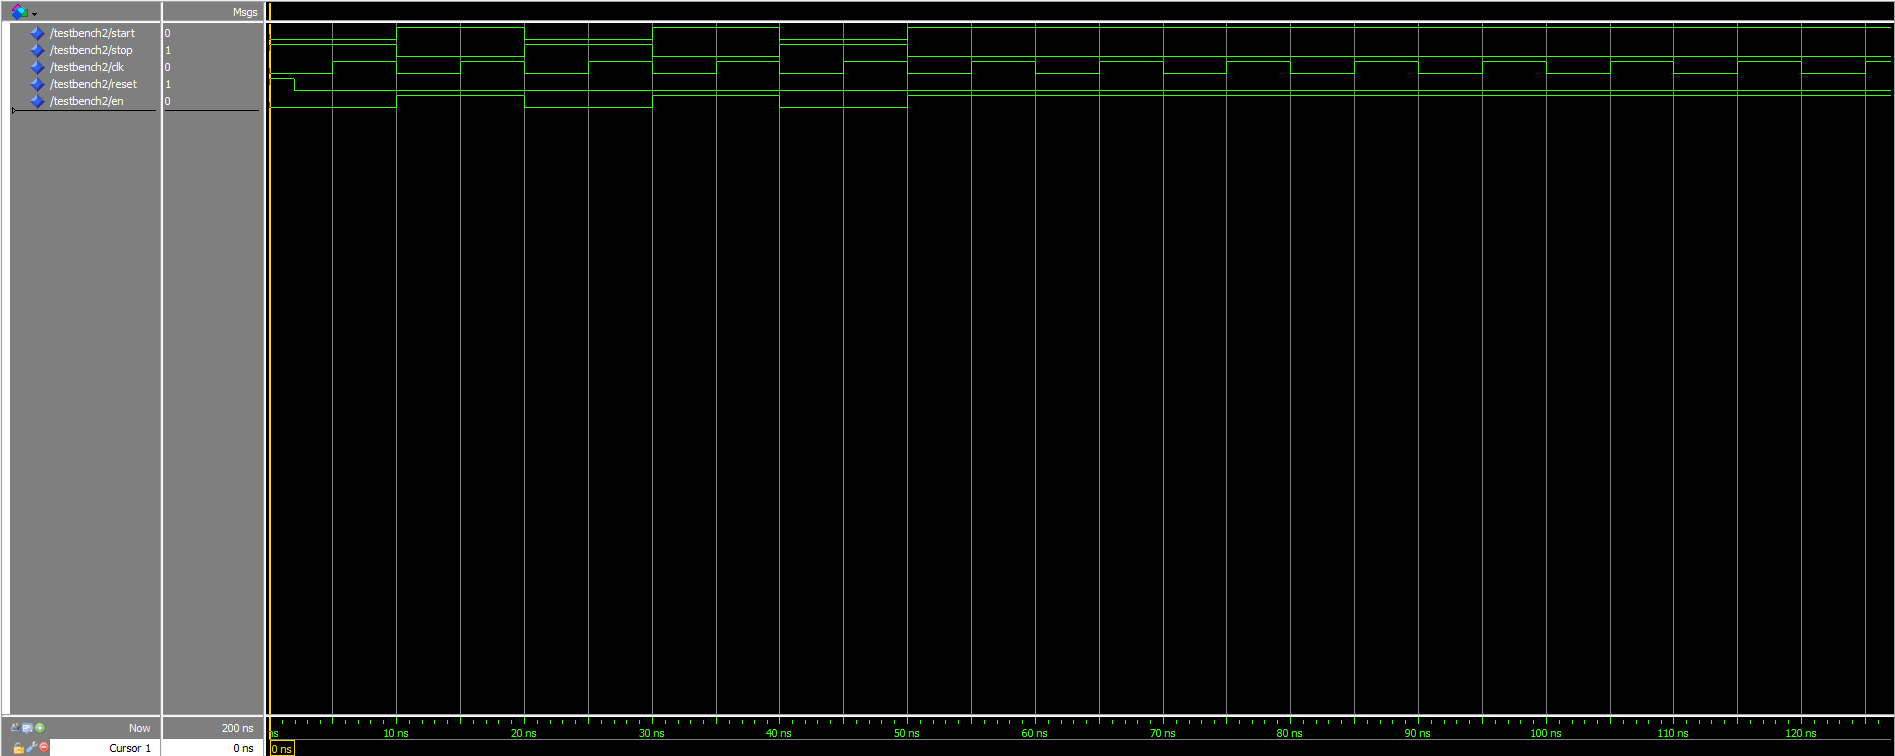 Msgs
/testbench2/start 0
/testbench2/stop 1
/testbench2/clk 0
/testbench2/reset 1
/testbench2/en 0
Now 200 ns ns 10 ns 20 ns 30 ns 40 ns 50 ns 60 ns 70 ns 80 ns 90 ns 100 ns 110 ns 120 ns
Cursor 1 0 ns 0 ns